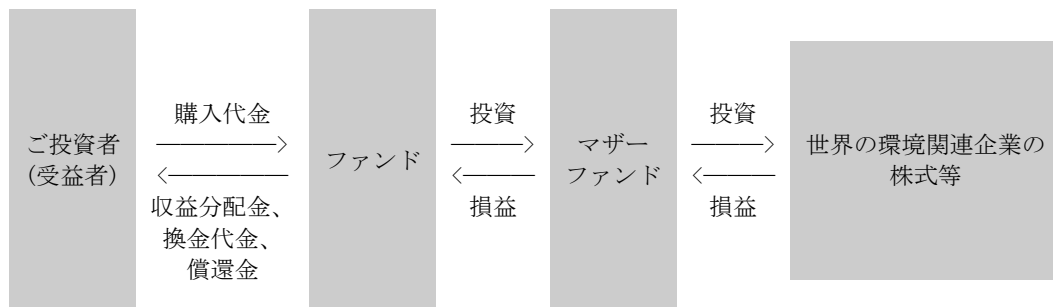 ご投資者
(受益者)
購入代金
収益分配金、
換金代金、
償還金
ファンド
投資
損益
マザー
ファンド
投資
損益
世界の環境関連企業の
株式等